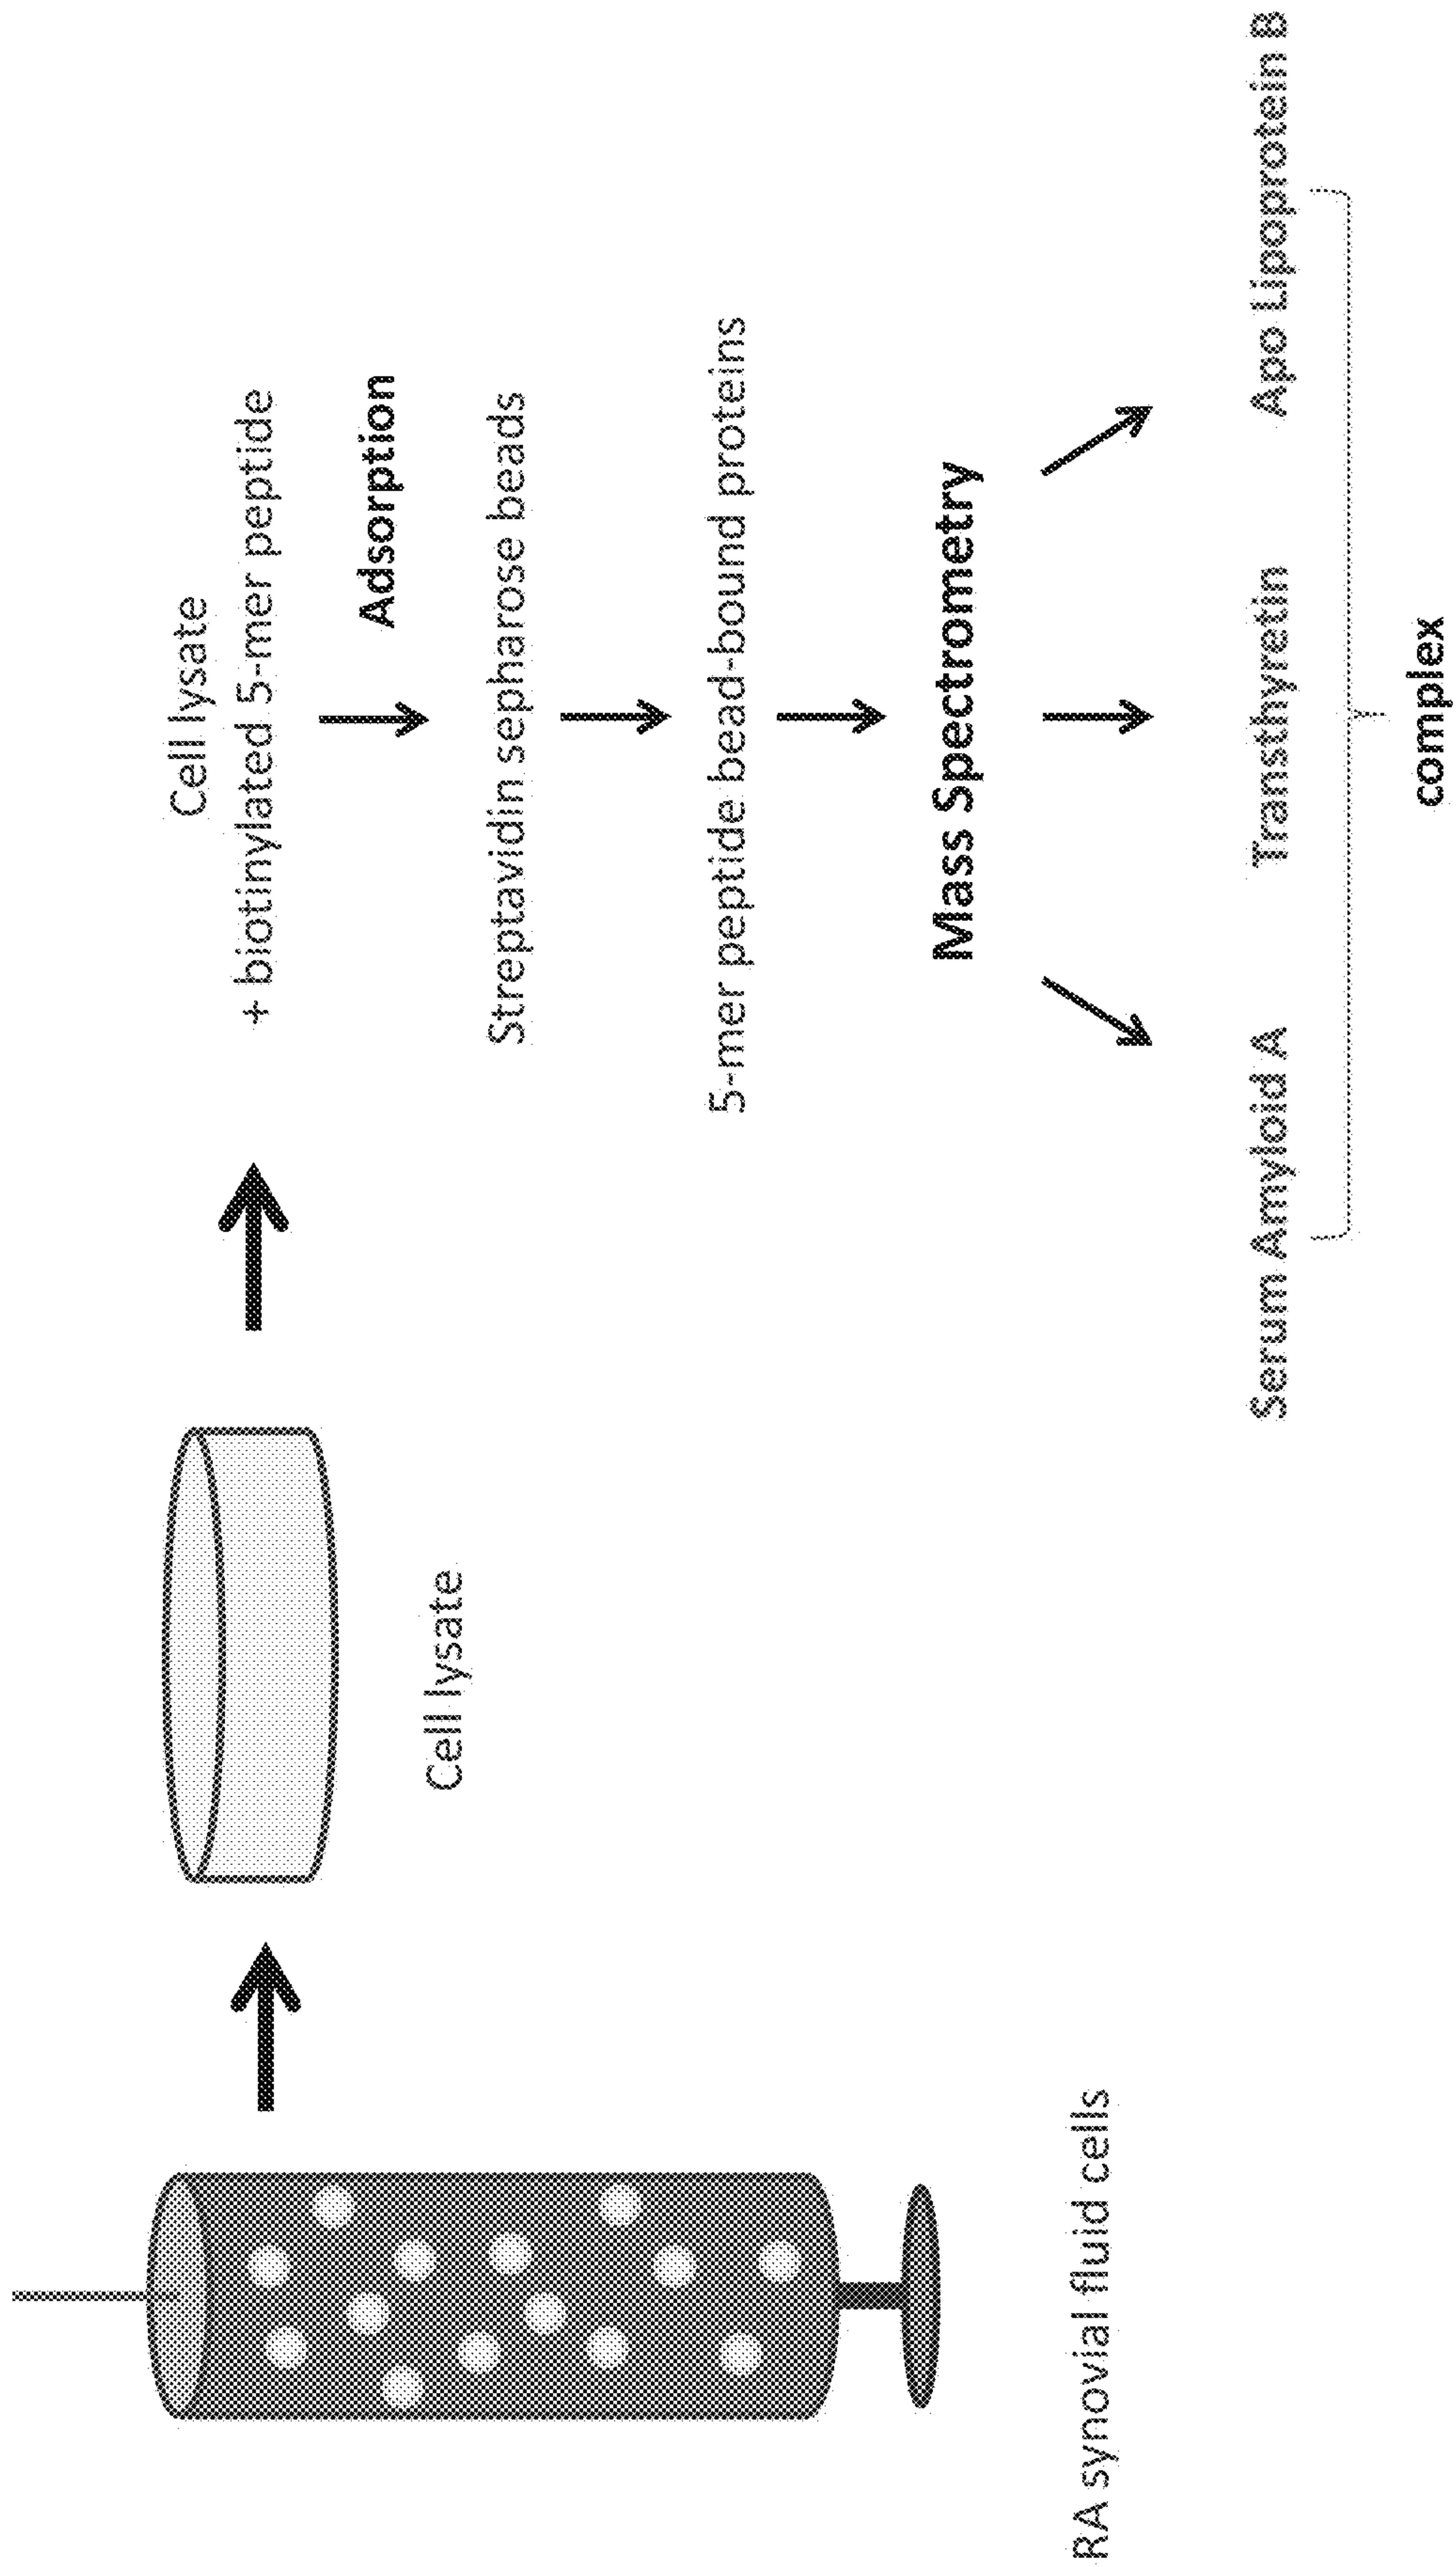 RA synovial fluid cells
Cell lysate
Cell lysate
+ biotinylated 5-mer peptide
Adsorption
Streptavidin sepharose beads
5-mer peptide bead-bound proteins
Mass Spectrometry
Serum Amyloid A
Transthyretin
Apo Lipoprotein B
complex